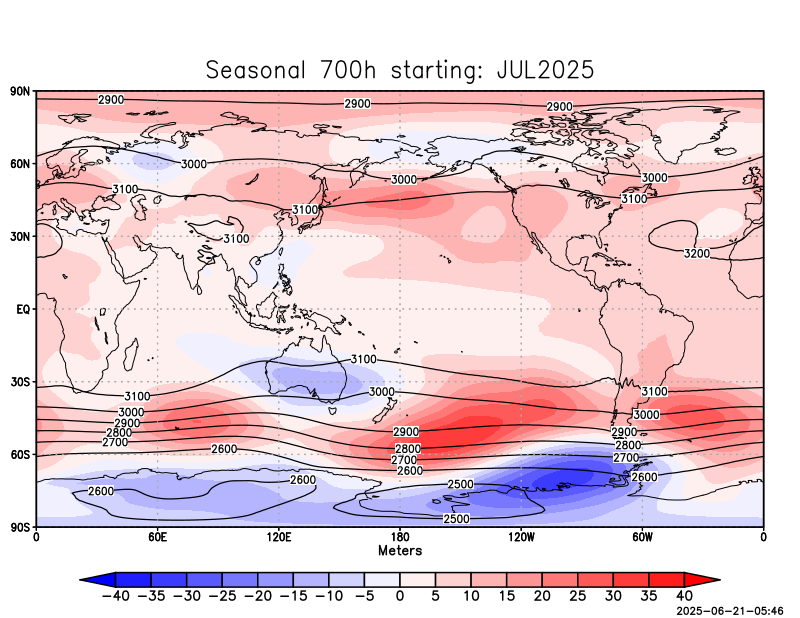 Seasonal 700h starting: JUL2025
90N
2900 2900 2900
60N
3000 3000 3000
3100 3100 3100
30N
3100 3200
EQ
3100
30S
3100 3000 3100
3000 3000
2900 2900 2900
2800 2800 2800
2700 2700 2700
60S
2600 2600 2600
2600 2600 2500
2500
90S
0 60E 120E 180 120W 60W 0
Meters
-40 -35 -30 -25 -20 -15 -10 -5 0 5 10 15 20 25 30 35 40
2025-06-21-05:46